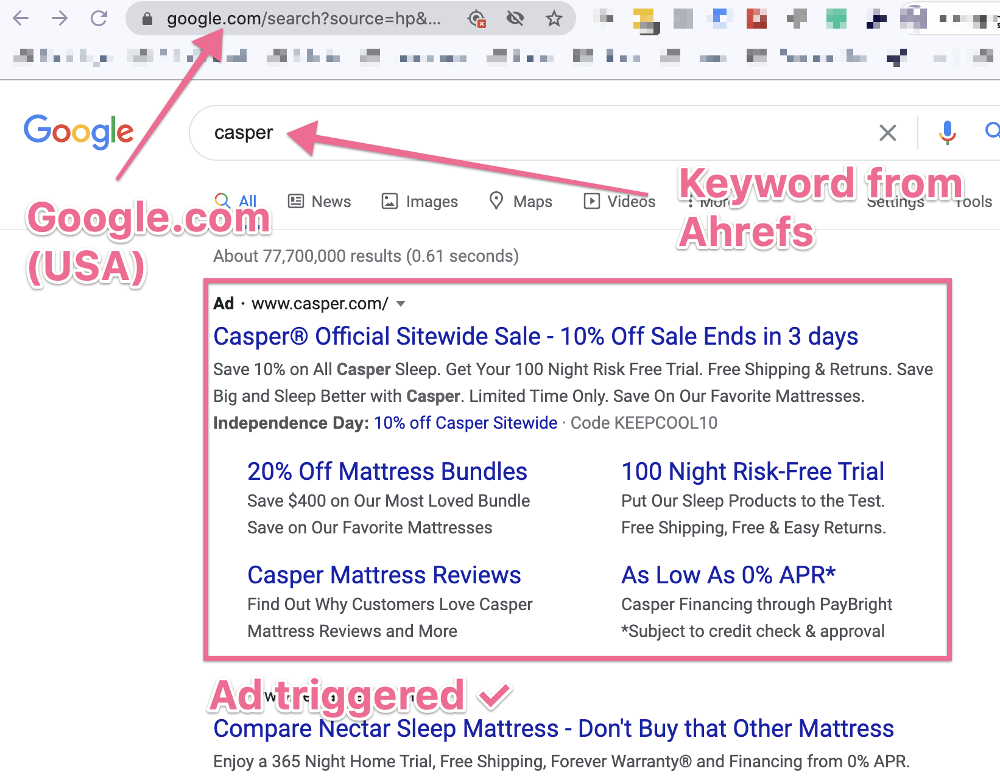 google.com/search?source=hp&...
Google
casper
All
News
Images
Maps
Videos
More
Settings
Tools
Keyword from
Ahrefs
Google.com
(USA)
About 77,700,000 results (0.61 seconds)
Ad · www.casper.com/
Casper® Official Sitewide Sale - 10% Off Sale Ends in 3 days
Save 10% on All Casper Sleep. Get Your 100 Night Risk Free Trial. Free Shipping & Retruns. Save
Big and Sleep Better with Casper. Limited Time Only. Save On Our Favorite Mattresses.
Independence Day: 10% off Casper Sitewide · Code KEEPCOOL10
20% Off Mattress Bundles
Save $400 on Our Most Loved Bundle
Save on Our Favorite Mattresses
100 Night Risk-Free Trial
Put Our Sleep Products to the Test.
Free Shipping, Free & Easy Returns.
Casper Mattress Reviews
Find Out Why Customers Love Casper
Mattress Reviews and More
As Low As 0% APR*
Casper Financing through PayBright
*Subject to credit check & approval
Ad triggered ✓
Compare Nectar Sleep Mattress - Don't Buy that Other Mattress
Enjoy a 365 Night Home Trial, Free Shipping, Forever Warranty® and Financing from 0% APR.